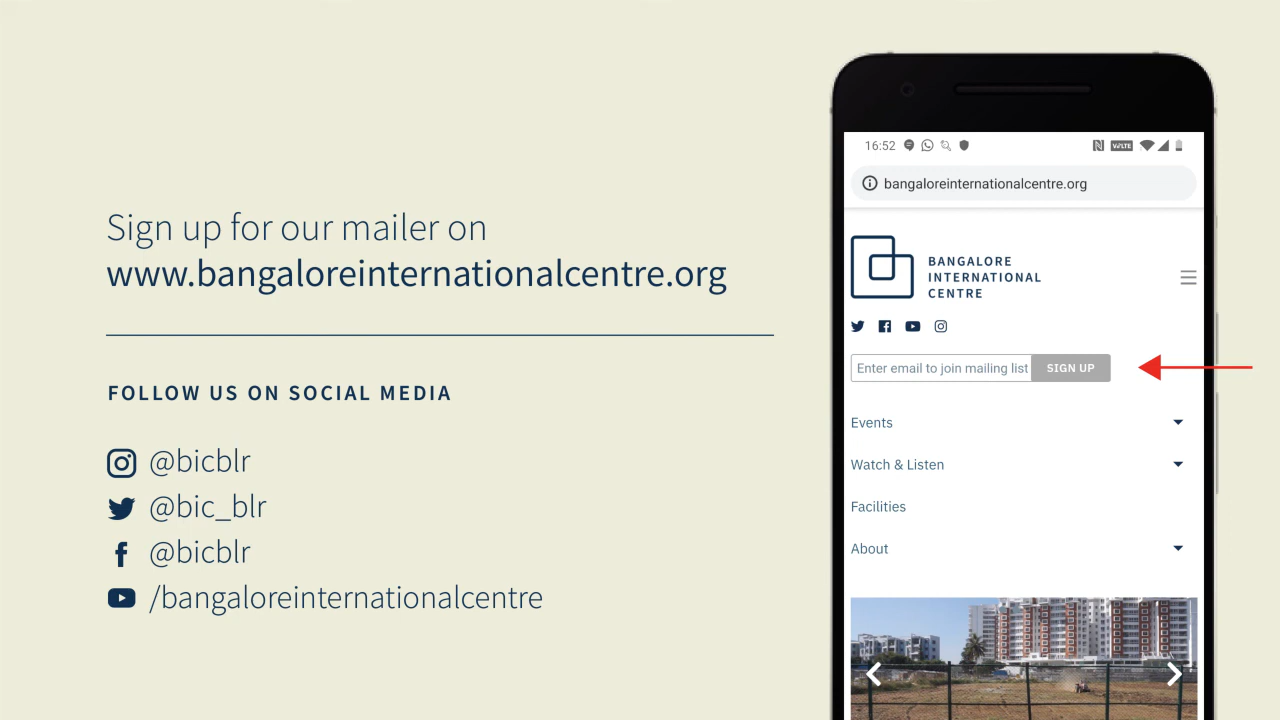 Sign up for our mailer on
www.bangaloreinternationalcentre.org
FOLLOW US ON SOCIAL MEDIA
@bicblr
@bic_blr
@bicblr
/bangaloreinternationalcentre
16:52
VoLTE
bangaloreinternationalcentre.org
BANGALORE
INTERNATIONAL
CENTRE
Enter email to join mailing list SIGN UP
Events
Watch & Listen
Facilities
About